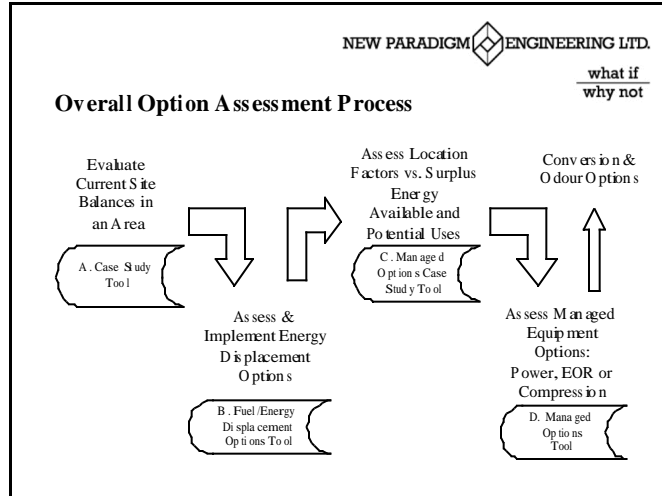 NEW PARADIGM ENGINEERING LTD.
what if
why not
Overall Option Assessment Process
Evaluate
Current Site
Balances in
an Area
A. Case Study
Tool
Assess &
Implement Energy
Displacement
Options
B. Fuel/Energy
Displacement
Options Tool
Assess Location
Factors vs. Surplus
Energy
Available and
Potential Uses
C. Managed
Options Case
Study Tool
Assess Managed
Equipment
Options:
Power, EOR or
Compression
D. Managed
Options
Tool
Conversion &
Odour Options